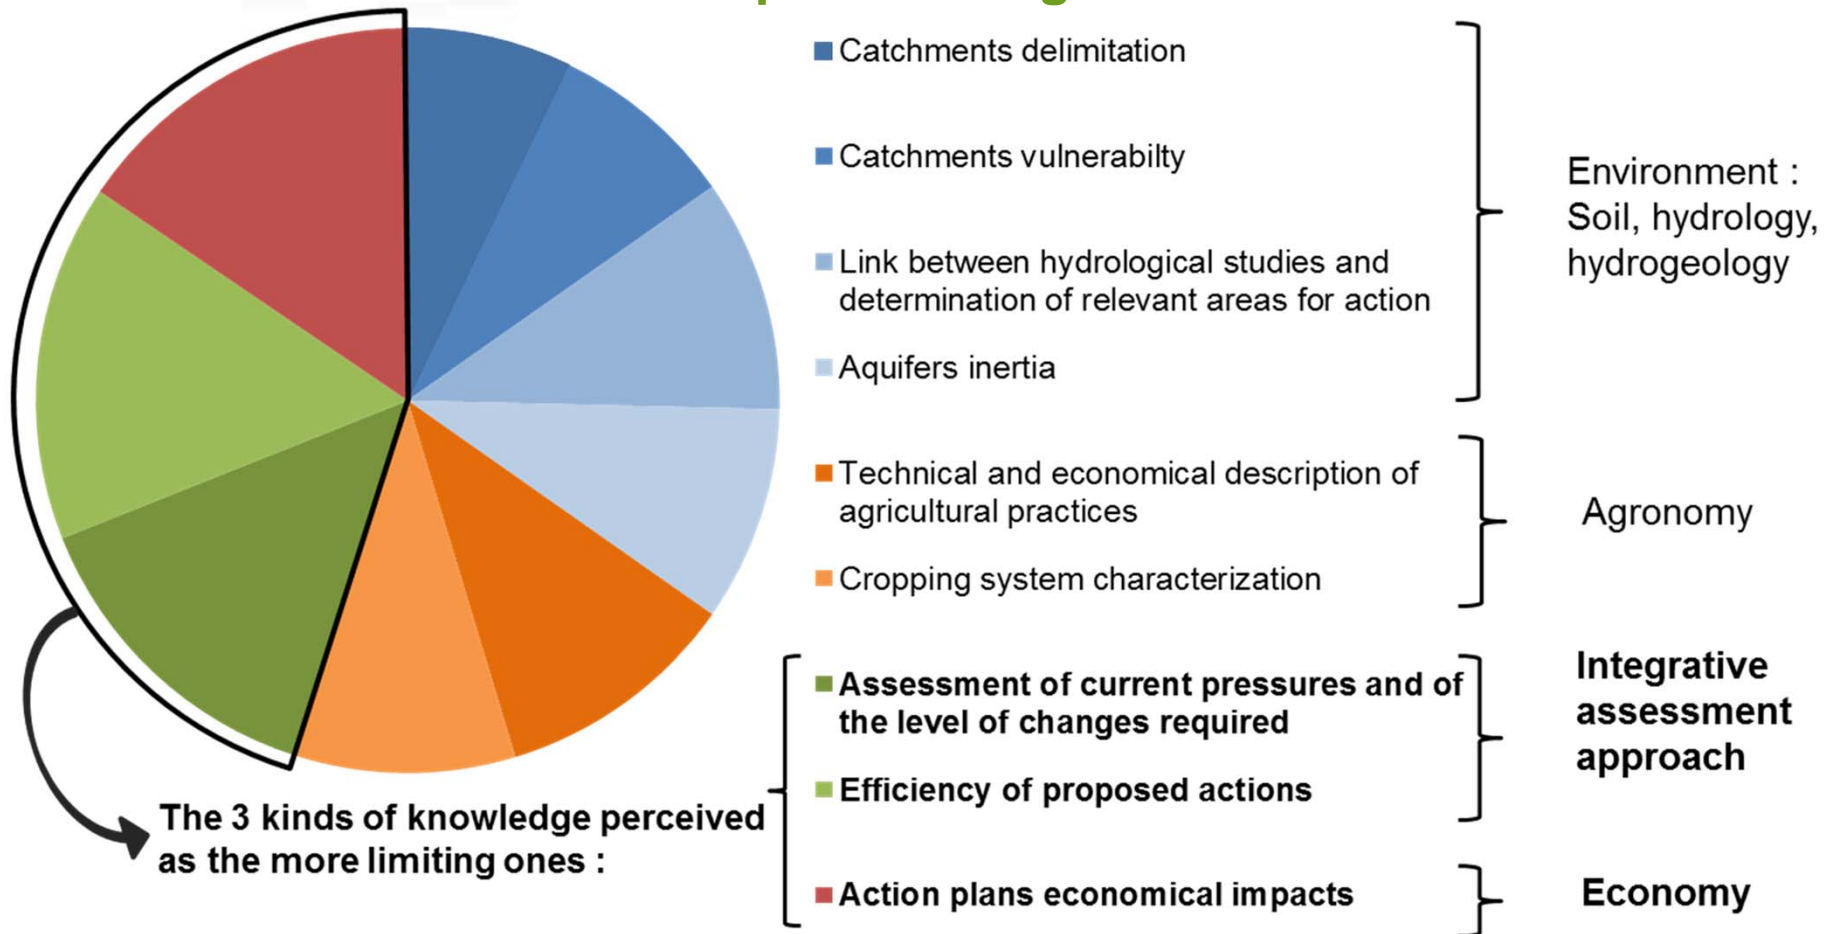 Catchments delimitation
Catchments vulnerabilty
Link between hydrological studies and
determination of relevant areas for action
Aquifers inertia
Environment :
Soil, hydrology,
hydrogeology
Technical and economical description of
agricultural practices
Cropping system characterization
Agronomy
Assessment of current pressures and of
the level of changes required
Efficiency of proposed actions
Integrative
assessment
approach
Action plans economical impacts
Economy
The 3 kinds of knowledge perceived
as the more limiting ones :